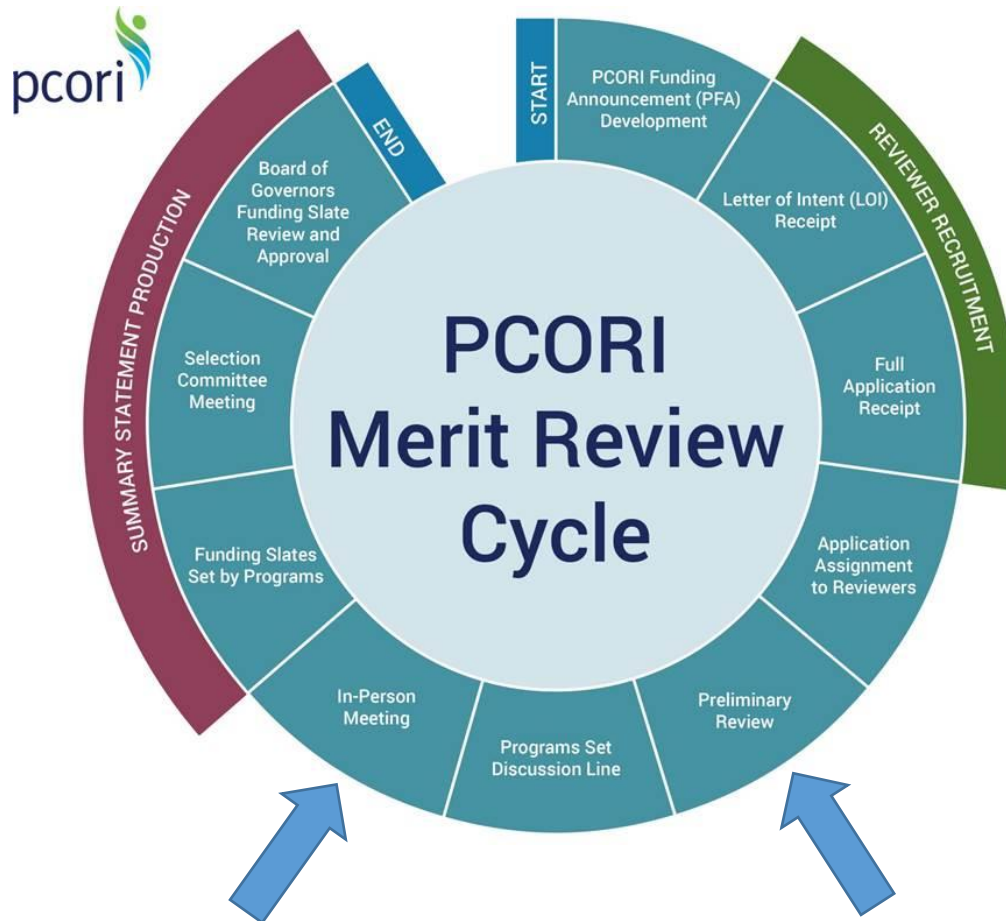 pcori
START
PCORI Funding
Announcement (PFA)
Development
Letter of Intent (LOI)
Receipt
REVIEWER RECRUITMENT
Full
Application
Receipt
Application
Assignment
to Reviewers
Preliminary
Review
Programs Set
Discussion Line
In-Person
Meeting
Funding Slates
Set by Programs
Selection
Committee
Meeting
SUMMARY STATEMENT PRODUCTION
Board of
Governors
Funding Slate
Review and
Approval
END
PCORI
Merit Review
Cycle